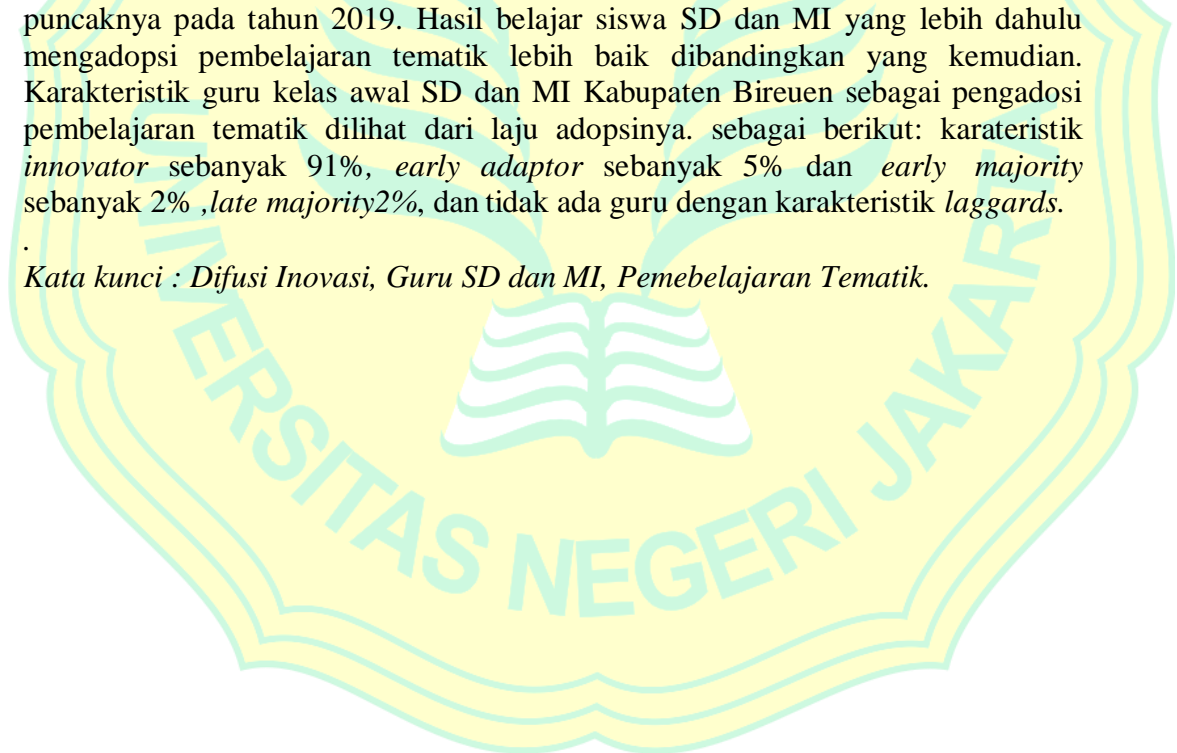 puncaknya pada tahun 2019. Hasil belajar siswa SD dan MI yang lebih dahulu
mengadopsi pembelajaran tematik lebih baik dibandingkan yang kemudian.
Karakteristik guru kelas awal SD dan MI Kabupaten Bireuen sebagai pengadosi
pembelajaran tematik dilihat dari laju adopsinya. sebagai berikut: karateristik
innovator sebanyak 91%, early adaptor sebanyak 5% dan early majority
sebanyak 2% ,late majority2%, dan tidak ada guru dengan karakteristik laggards.
.
Kata kunci : Difusi Inovasi, Guru SD dan MI, Pemebelajaran Tematik.
UNIVERSITAS NEGERI JAKARTA